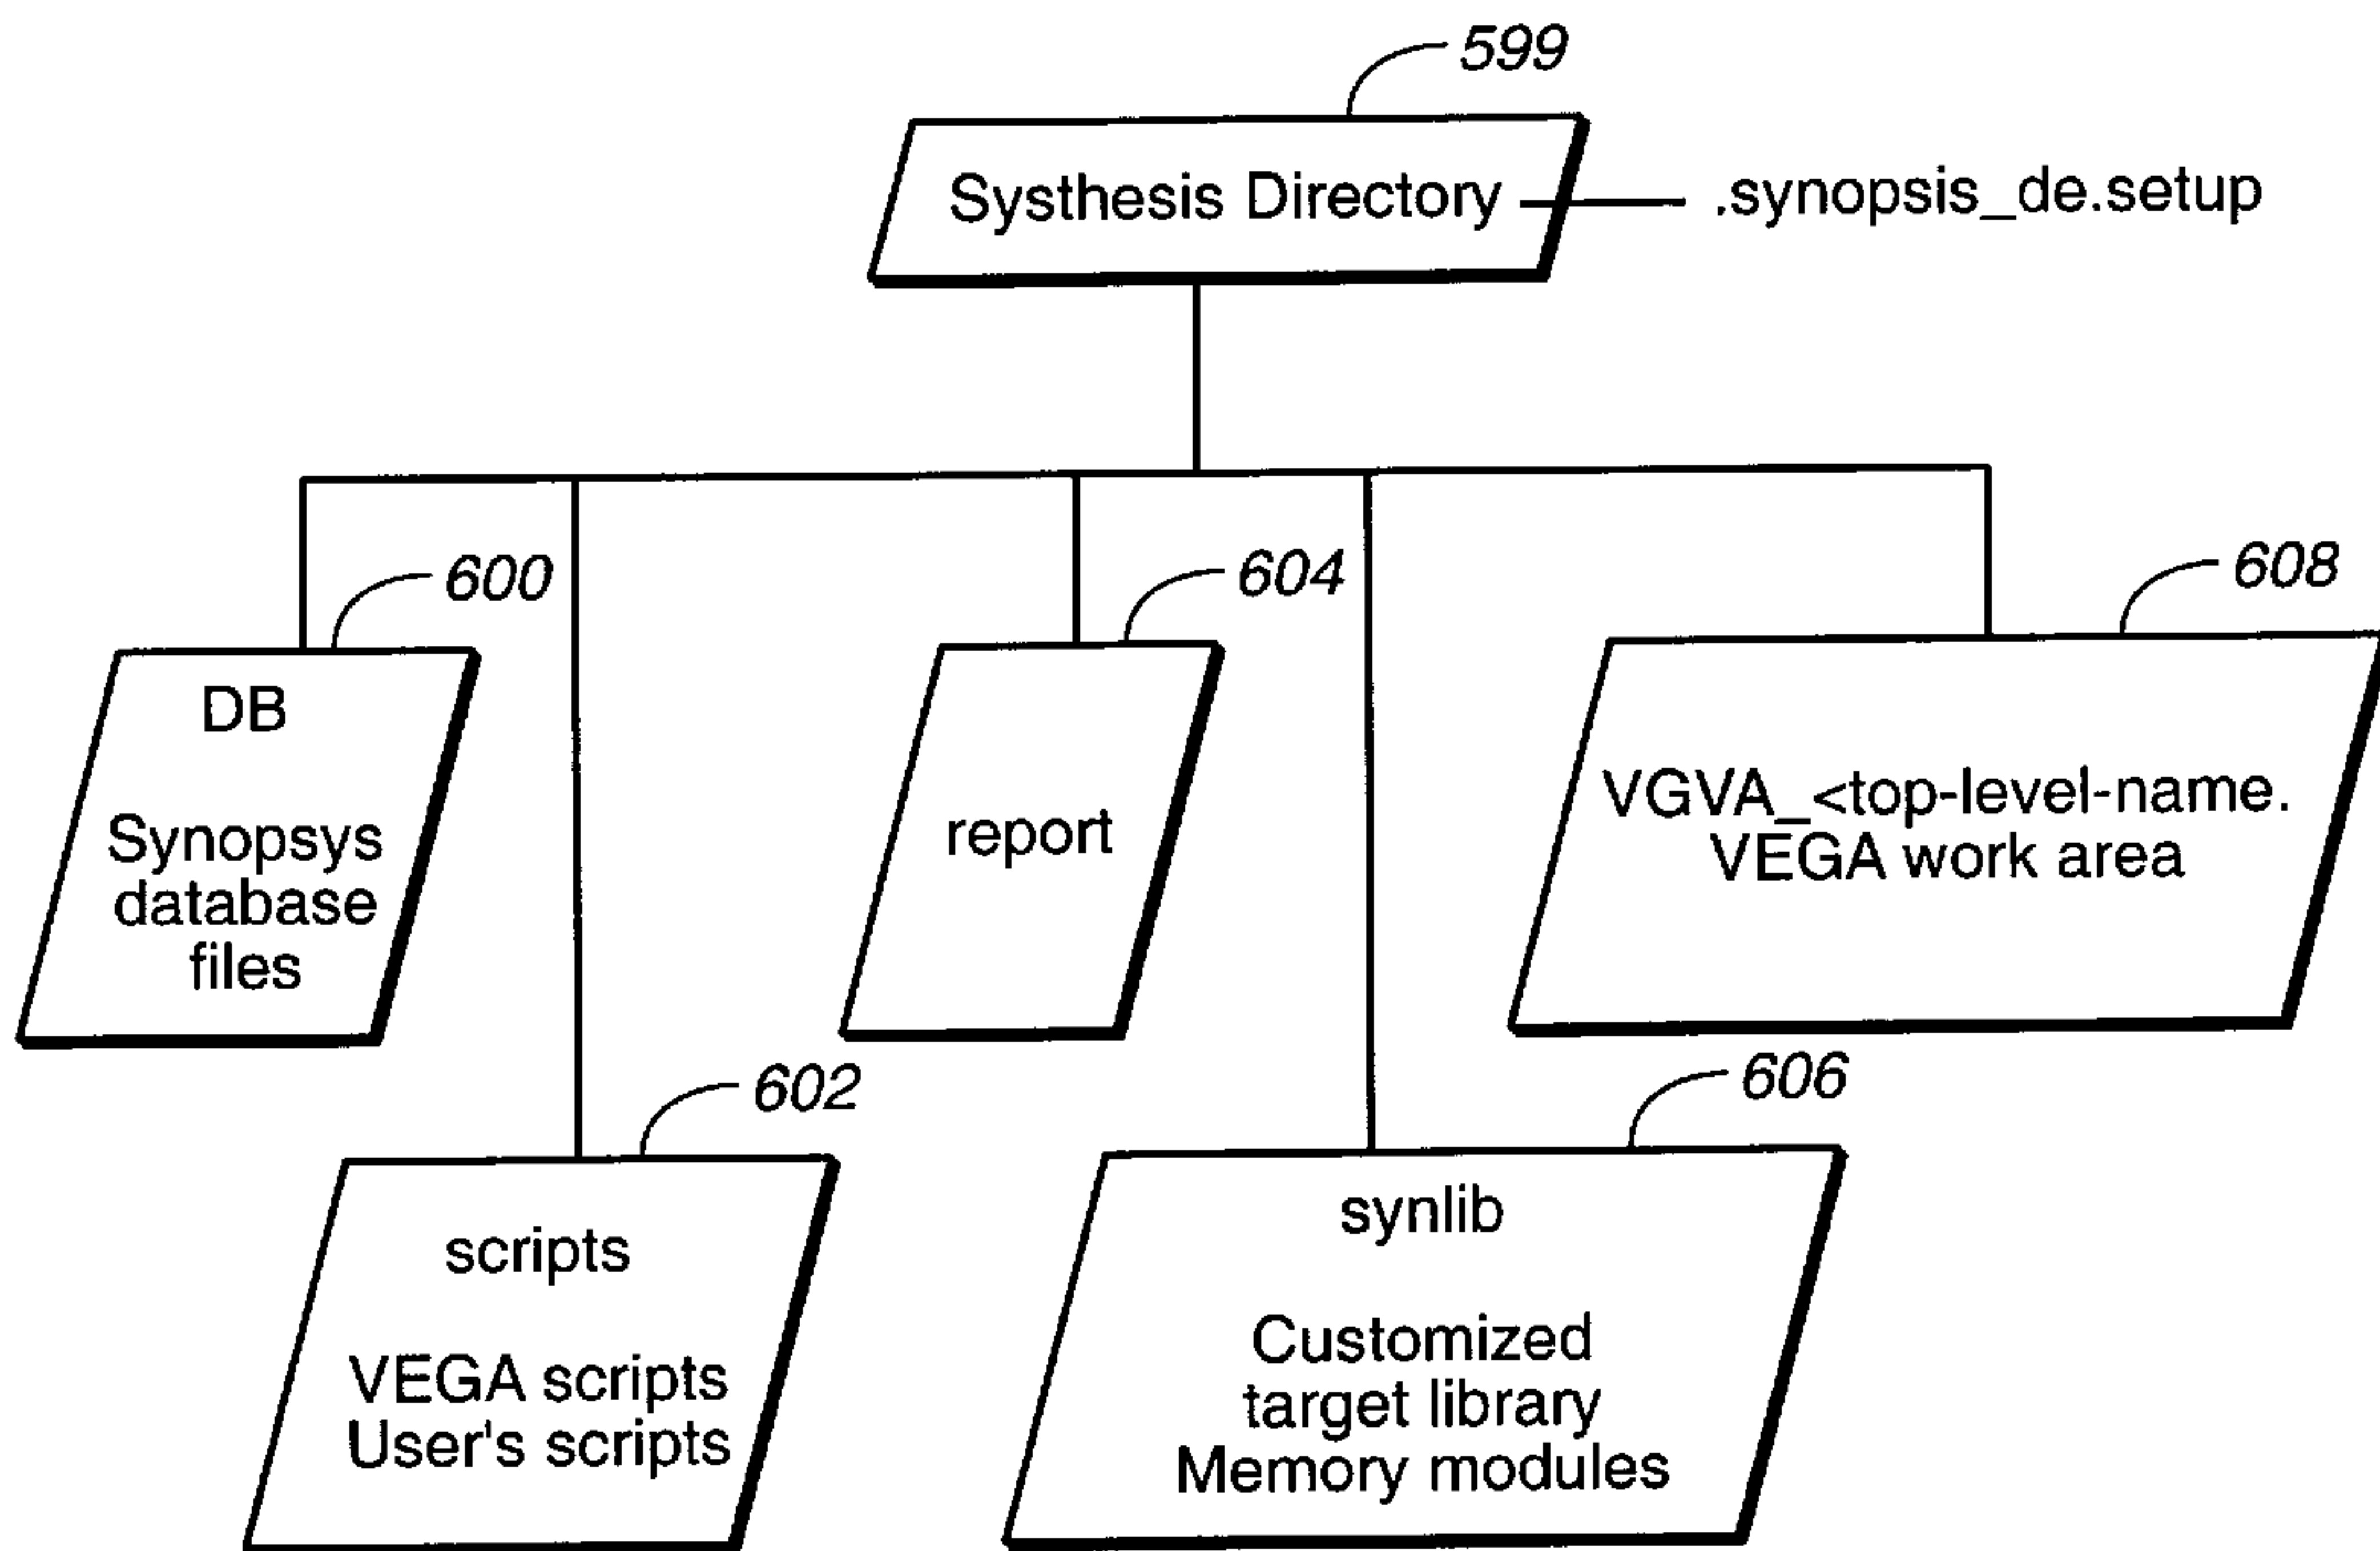 599
Systhesis Directory
.synopsis_de.setup
600
604
608
DB
Synopsys
database
files
report
VGVA_<top-level-name.
VEGA work area
602
606
scripts
VEGA scripts
User's scripts
synlib
Customized
target library
Memory modules